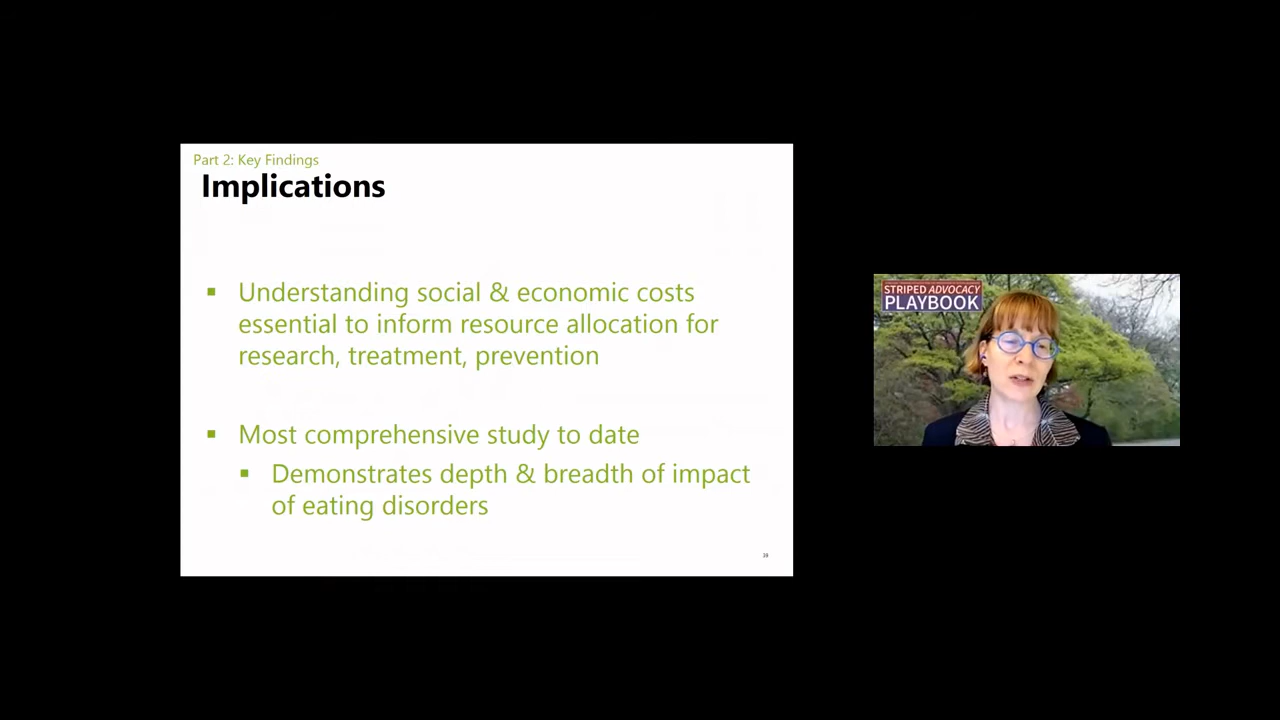 Part 2: Key Findings
Implications
▪ Understanding social & economic costs
essential to inform resource allocation for
research, treatment, prevention
▪ Most comprehensive study to date
▪ Demonstrates depth & breadth of impact
of eating disorders
STRIPED ADVOCACY
PLAYBOOK